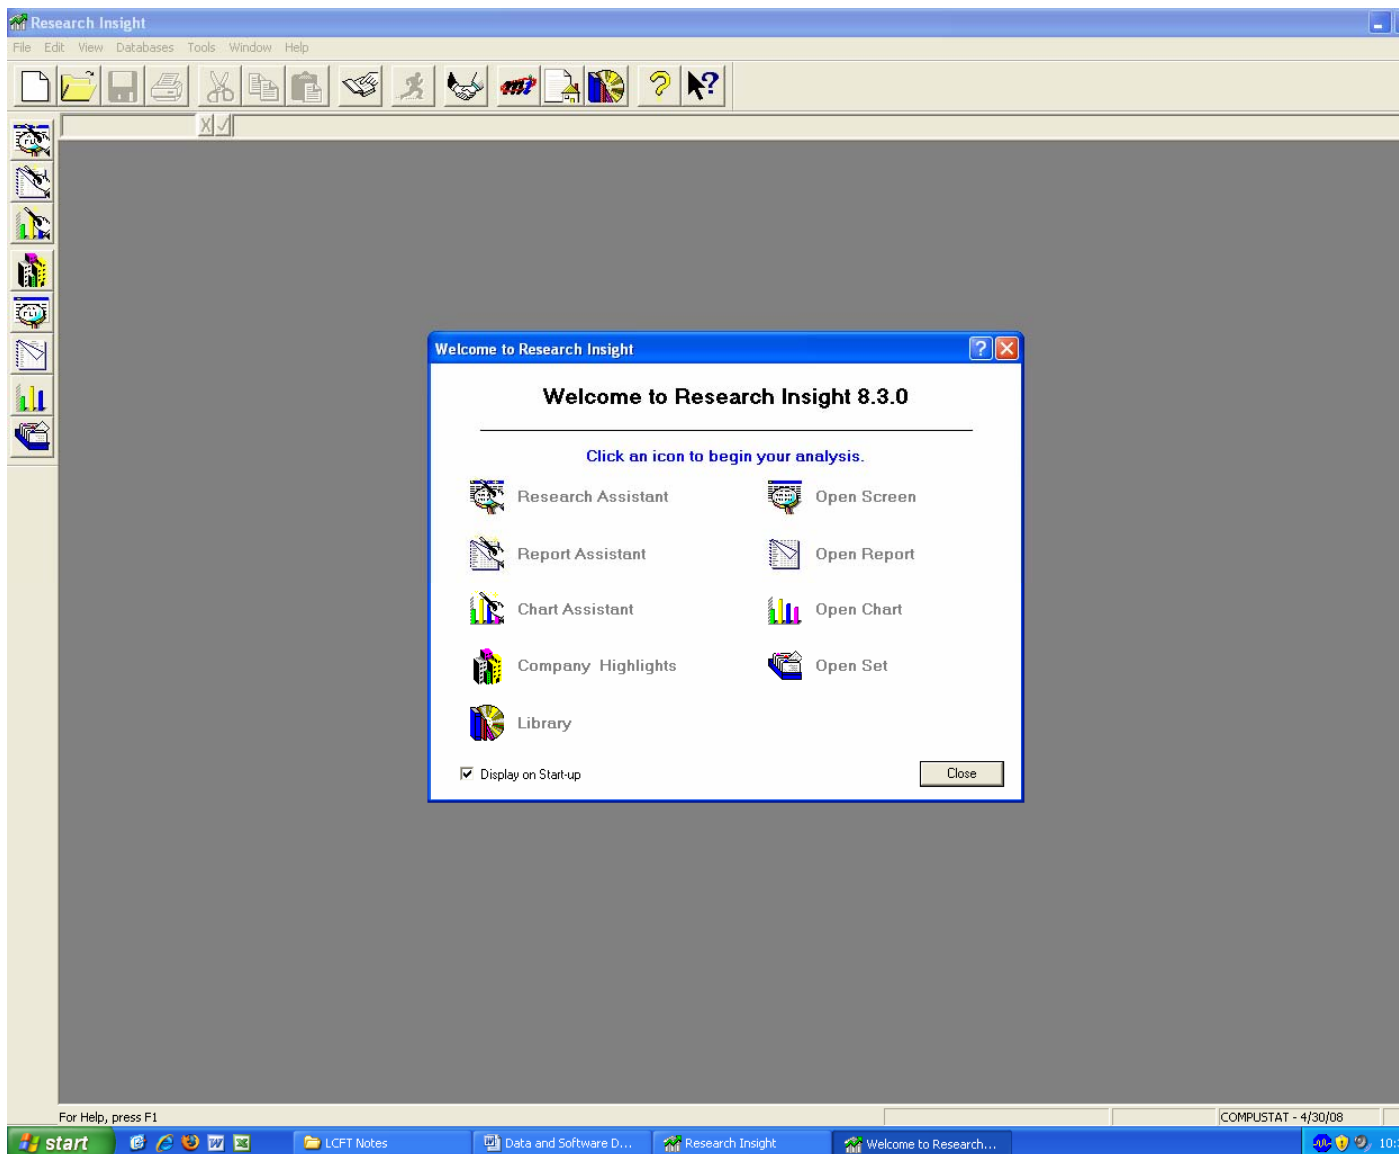 Research Insight
File Edit View Databases Tools Window Help
Welcome to Research Insight
Welcome to Research Insight 8.3.0
Click an icon to begin your analysis.
Research Assistant Open Screen
Report Assistant Open Report
Chart Assistant Open Chart
Company Highlights Open Set
Library
Display on Start-up Close
For Help, press F1 COMPUSTAT - 4/30/08
start LCFT Notes Data and Software D... Research Insight Welcome to Research... 10: